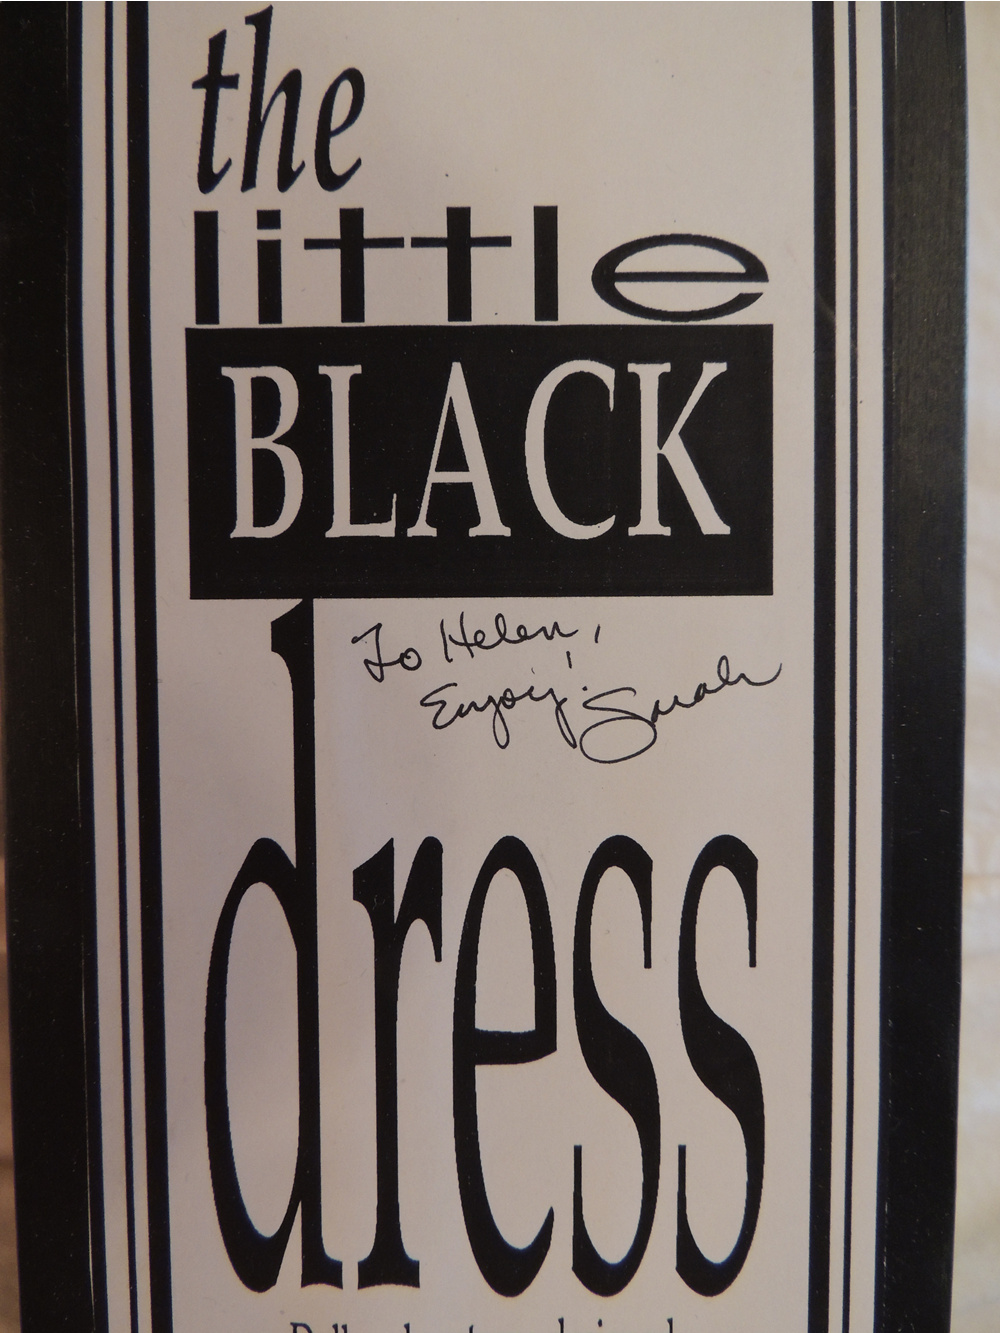 the
little
BLACK
To Helen,
Enjoy! Sarah
dress